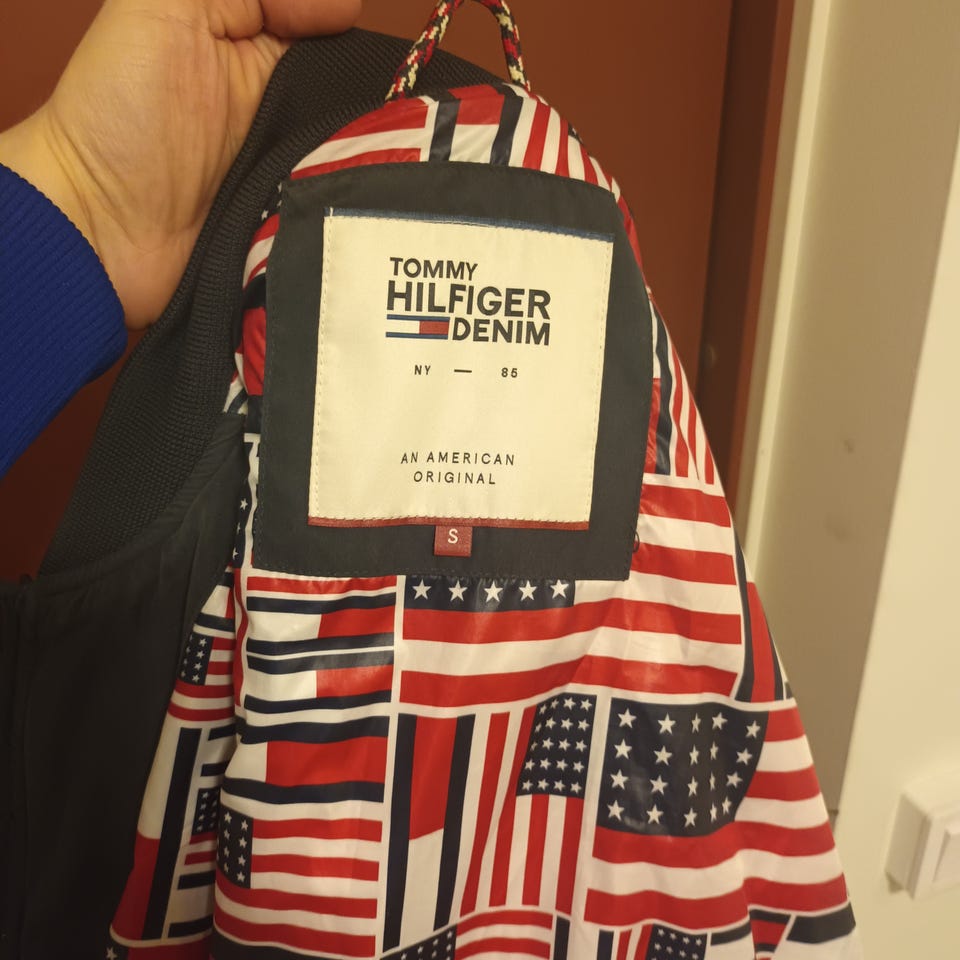 TOMMY
HILFIGER
DENIM
NY — 85
AN AMERICAN
ORIGINAL
S